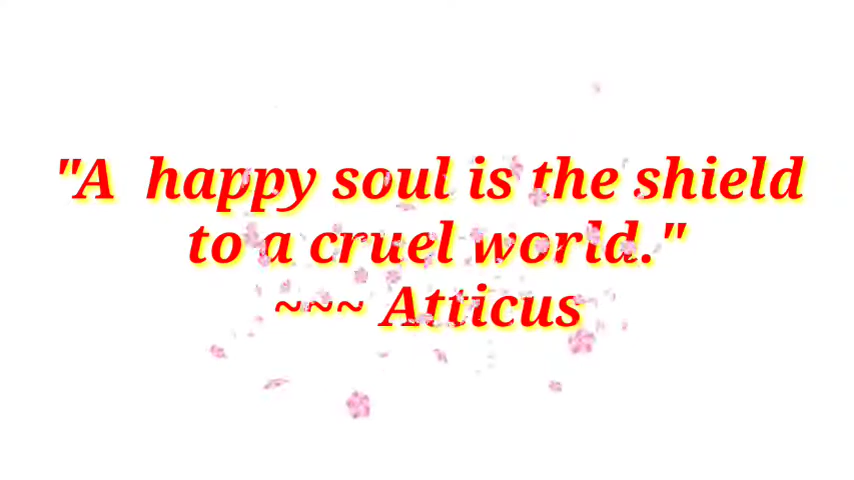 "A  happy soul is the shield
to a cruel world."
~~~ Atticus